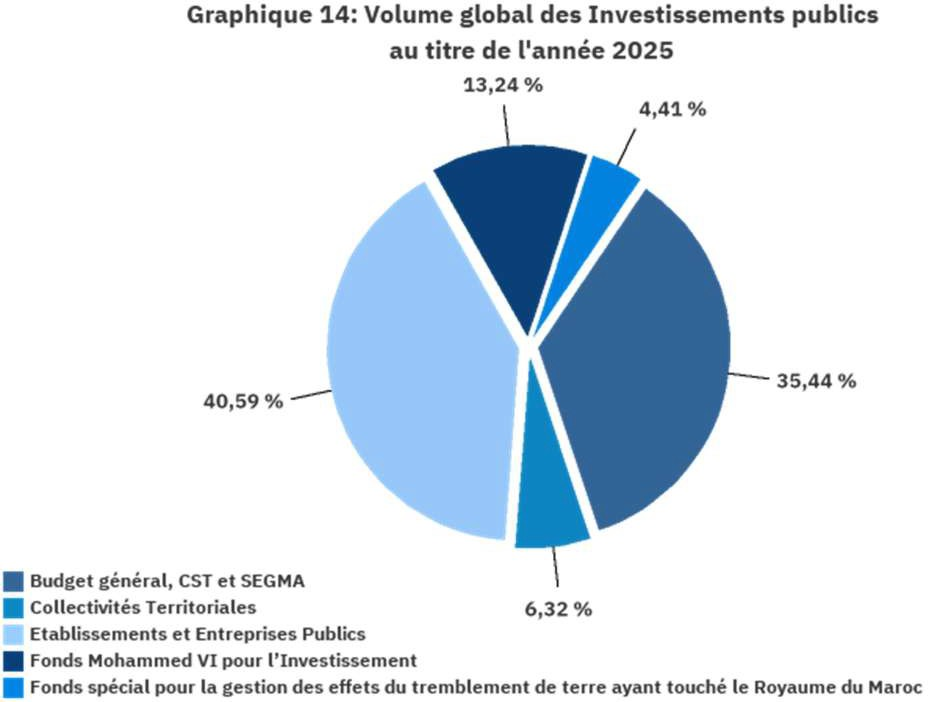 Graphique 14: Volume global des Investissements publics
au titre de l'année 2025
13,24 %
4,41 %
35,44 %
40,59 %
6,32 %
Budget général, CST et SEGMA
Collectivités Territoriales
Etablissements et Entreprises Publics
Fonds Mohammed VI pour l’Investissement
Fonds spécial pour la gestion des effets du tremblement de terre ayant touché le Royaume du Maroc